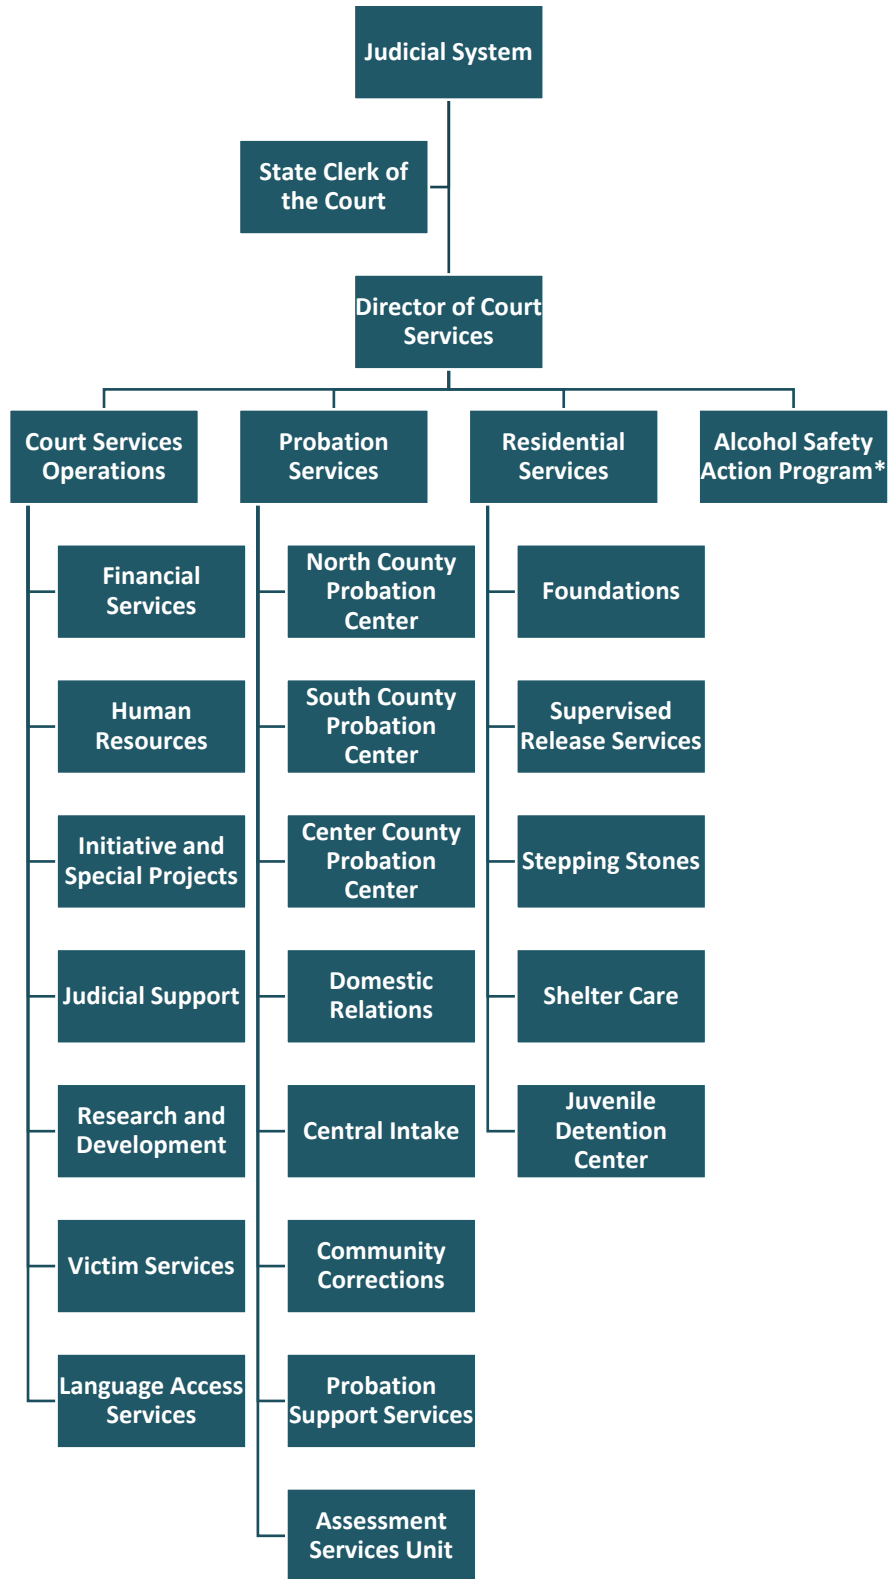 Judicial System
State Clerk of
the Court
Director of Court
Services
Court Services
Operations
Probation
Services
Residential
Services
Alcohol Safety
Action Program*
Financial
Services
Human
Resources
Initiative and
Special Projects
Judicial Support
Research and
Development
Victim Services
Language Access
Services
North County
Probation
Center
South County
Probation
Center
Center County
Probation
Center
Domestic
Relations
Central Intake
Community
Corrections
Probation
Support Services
Assessment
Services Unit
Foundations
Supervised
Release Services
Stepping Stones
Shelter Care
Juvenile
Detention
Center